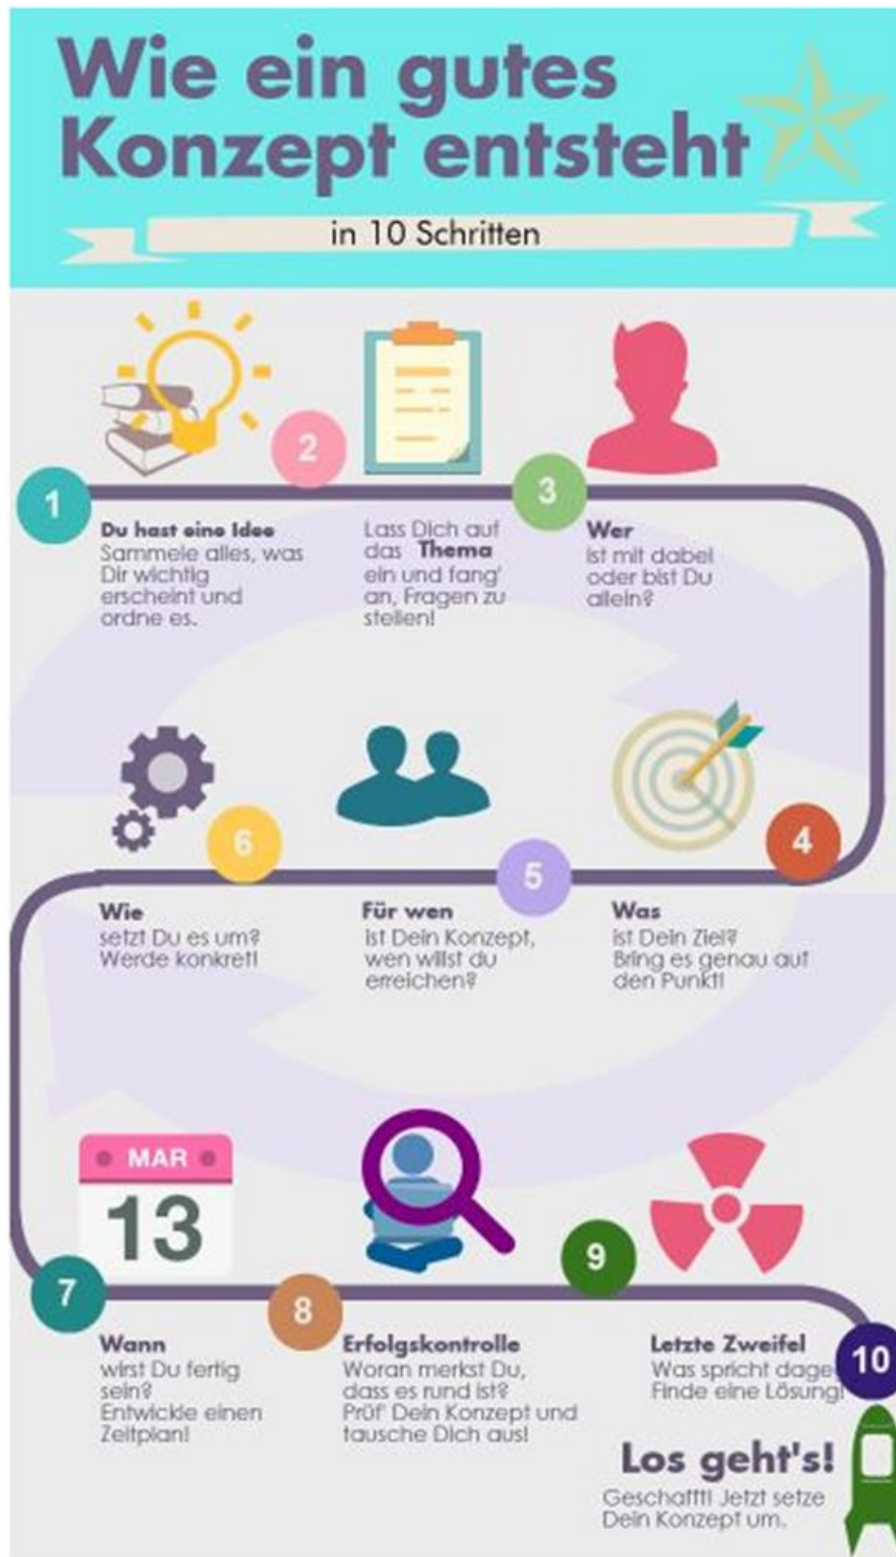 Wie ein gutes
Konzept entsteht
in 10 Schritten
1
Du hast eine Idee
Sammele alles, was
Dir wichtig
erscheint und
ordne es.
2
Lass Dich auf
das Thema
ein und fang'
an, Fragen zu
stellen!
3
Wer
ist mit dabei
oder bist Du
allein?
4
Was
ist Dein Ziel?
Bring es genau auf
den Punkt!
5
Für wen
ist Dein Konzept,
wen willst du
erreichen?
6
Wie
setzt Du es um?
Werde konkret!
MAR
13
7
Wann
wirst Du fertig
sein?
Entwickle einen
Zeitplan!
8
Erfolgskontrolle
Woran merkst Du,
dass es rund ist?
Prüf' Dein Konzept und
tausche Dich aus!
9
Letzte Zweifel
Was spricht dage
Finde eine Lösung!
10
Los geht's!
Geschafft! Jetzt setze
Dein Konzept um.